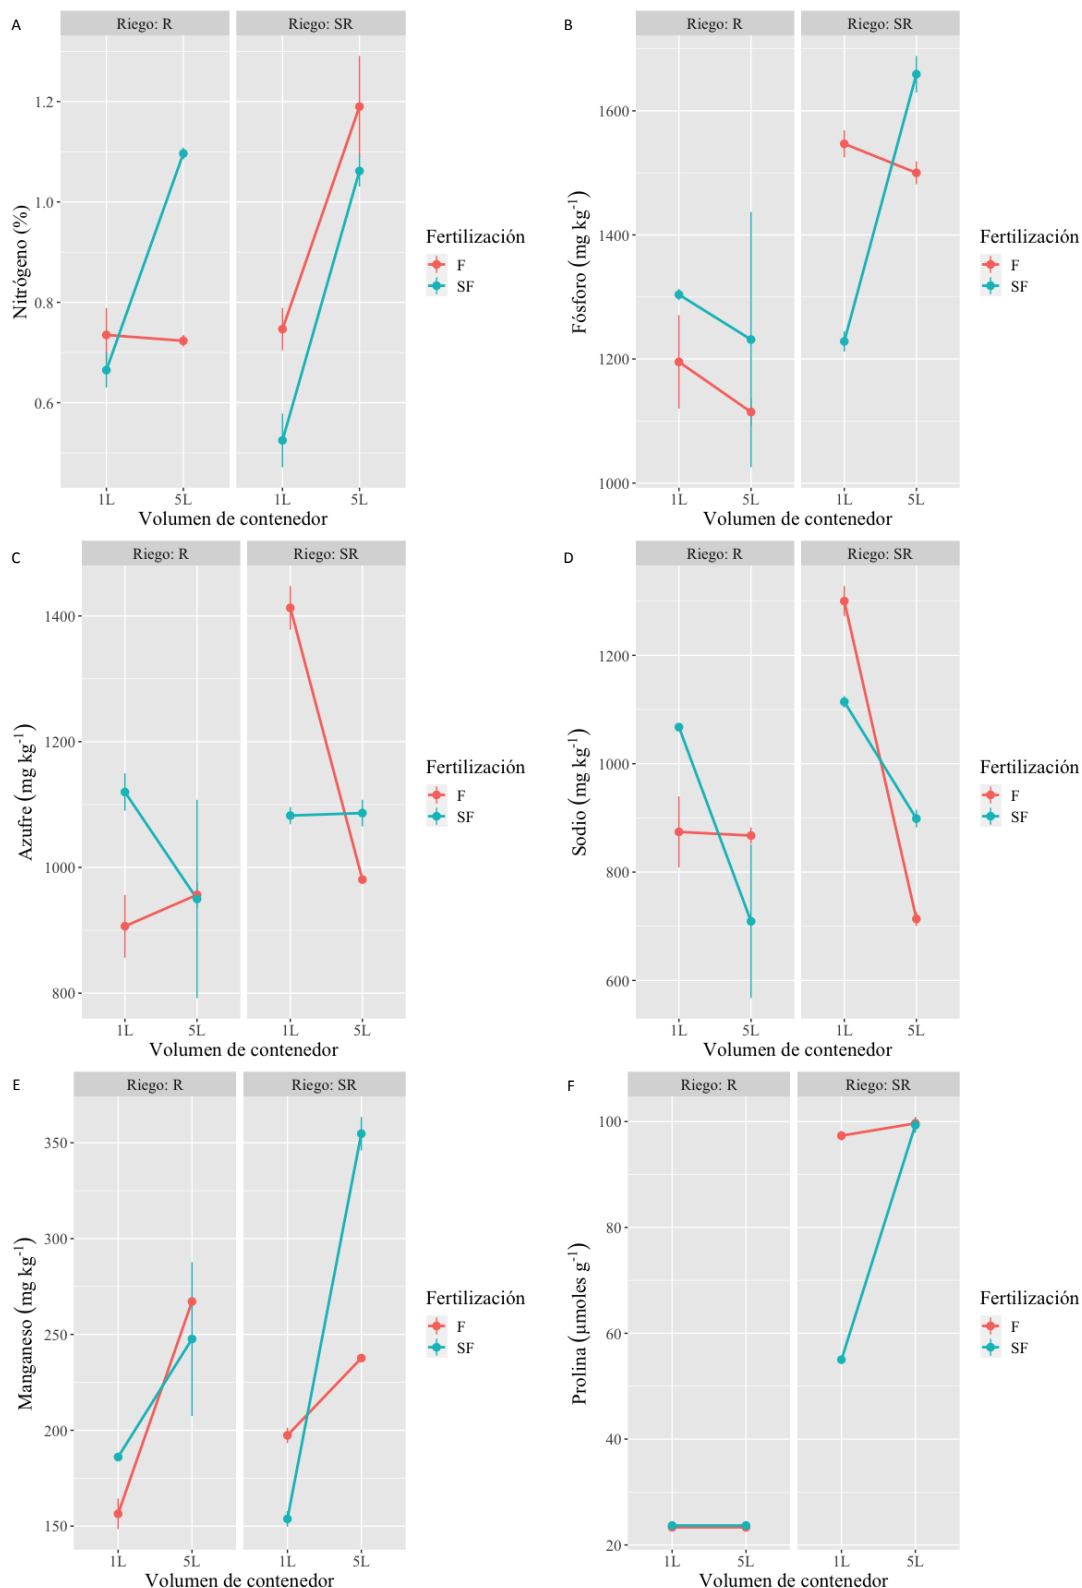 A
Riego: R
Riego: SR
Nitrógeno (%)
1.2
1.0
0.8
0.6
1L
5L
1L
5L
Volumen de contenedor
Fertilización
F
SF
B
Riego: R
Riego: SR
Fósforo (mg kg⁻¹)
1600
1400
1200
1000
1L
5L
1L
5L
Volumen de contenedor
Fertilización
F
SF
C
Riego: R
Riego: SR
Azufre (mg kg⁻¹)
1400
1200
1000
800
1L
5L
1L
5L
Volumen de contenedor
Fertilización
F
SF
D
Riego: R
Riego: SR
Sodio (mg kg⁻¹)
1200
1000
800
600
1L
5L
1L
5L
Volumen de contenedor
Fertilización
F
SF
E
Riego: R
Riego: SR
Manganeso (mg kg⁻¹)
350
300
250
200
150
1L
5L
1L
5L
Volumen de contenedor
Fertilización
F
SF
F
Riego: R
Riego: SR
Prolina (µmoles g⁻¹)
100
80
60
40
20
1L
5L
1L
5L
Volumen de contenedor
Fertilización
F
SF